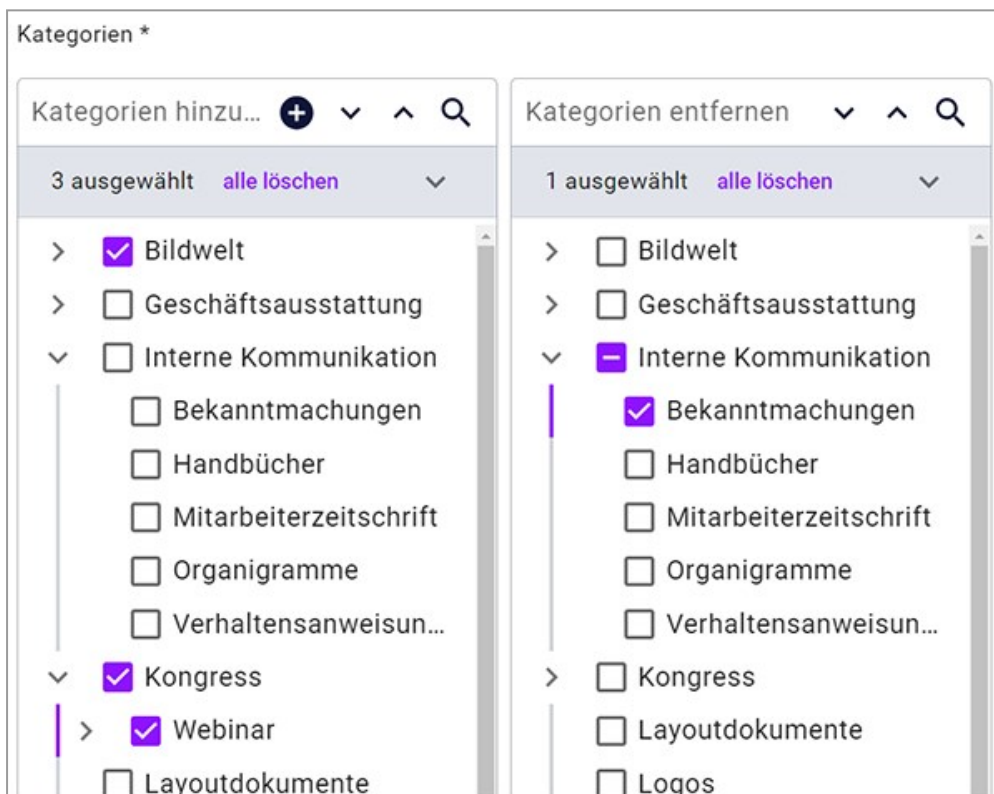 Kategorien *
Kategorien hinzu...
3 ausgewählt alle löschen
Bildwelt
Geschäftsausstattung
Interne Kommunikation
Bekanntmachungen
Handbücher
Mitarbeiterzeitschrift
Organigramme
Verhaltensanweisun...
Kongress
Webinar
Layoutdokumente
Kategorien entfernen
1 ausgewählt alle löschen
Bildwelt
Geschäftsausstattung
Interne Kommunikation
Bekanntmachungen
Handbücher
Mitarbeiterzeitschrift
Organigramme
Verhaltensanweisun...
Kongress
Layoutdokumente
Logos